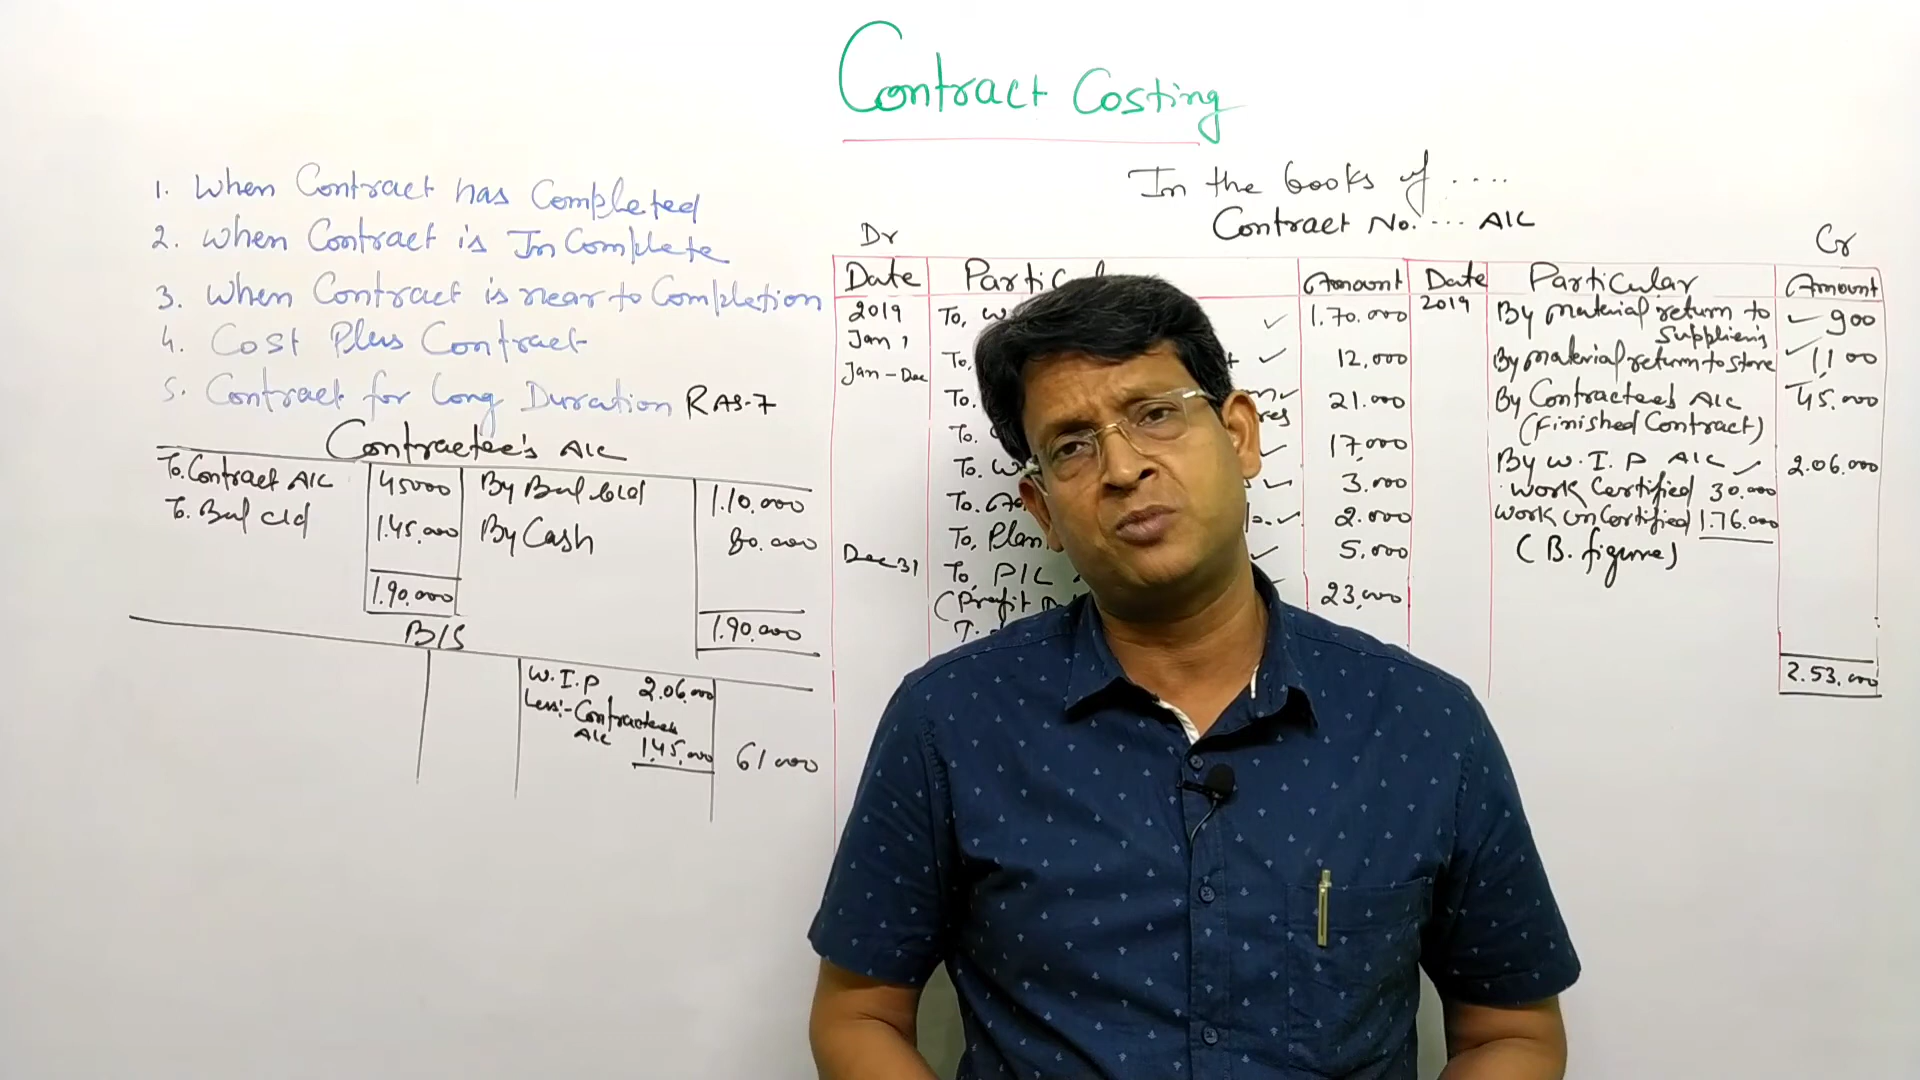 Contract Costing
1. When Contract has Completed
2. When Contract is InComplete
3. When Contract is near to Completion
4. Cost Plus Contract
5. Contract for Long Duration RAS-7
Contractee's A/C
To. Contract A/C 45000 By Bal b/d 1.10.000
To. Bal c/d 1.45.000 By Cash 80.000
1.90.000 1.90.000
B/S
W.I.P 2.06.000
Less:- Contractees
A/C 1.45.000 61000
In the books of ....
Contract No. ... A/C
Dr Cr
Date Partic Amount Date Particular Amount
2019 To, W 1.70.000 2019 By material return to 900
Jan 1 Suppliers
Jan - Dec To, 12.000 By material return to store 1,100
To. 21.000 By Contractee's A/C 45.000
To. 17,000 (Finished Contract)
To. W 3.000 By W.I.P A/C 2.06.000
Work Certified 30.000
To. 2.000 Work Uncertified 1.76.000
To, Plan 5.000 (B. figure)
Dec 31 To, P/C 23,000
(Profit
T.
2.53.000